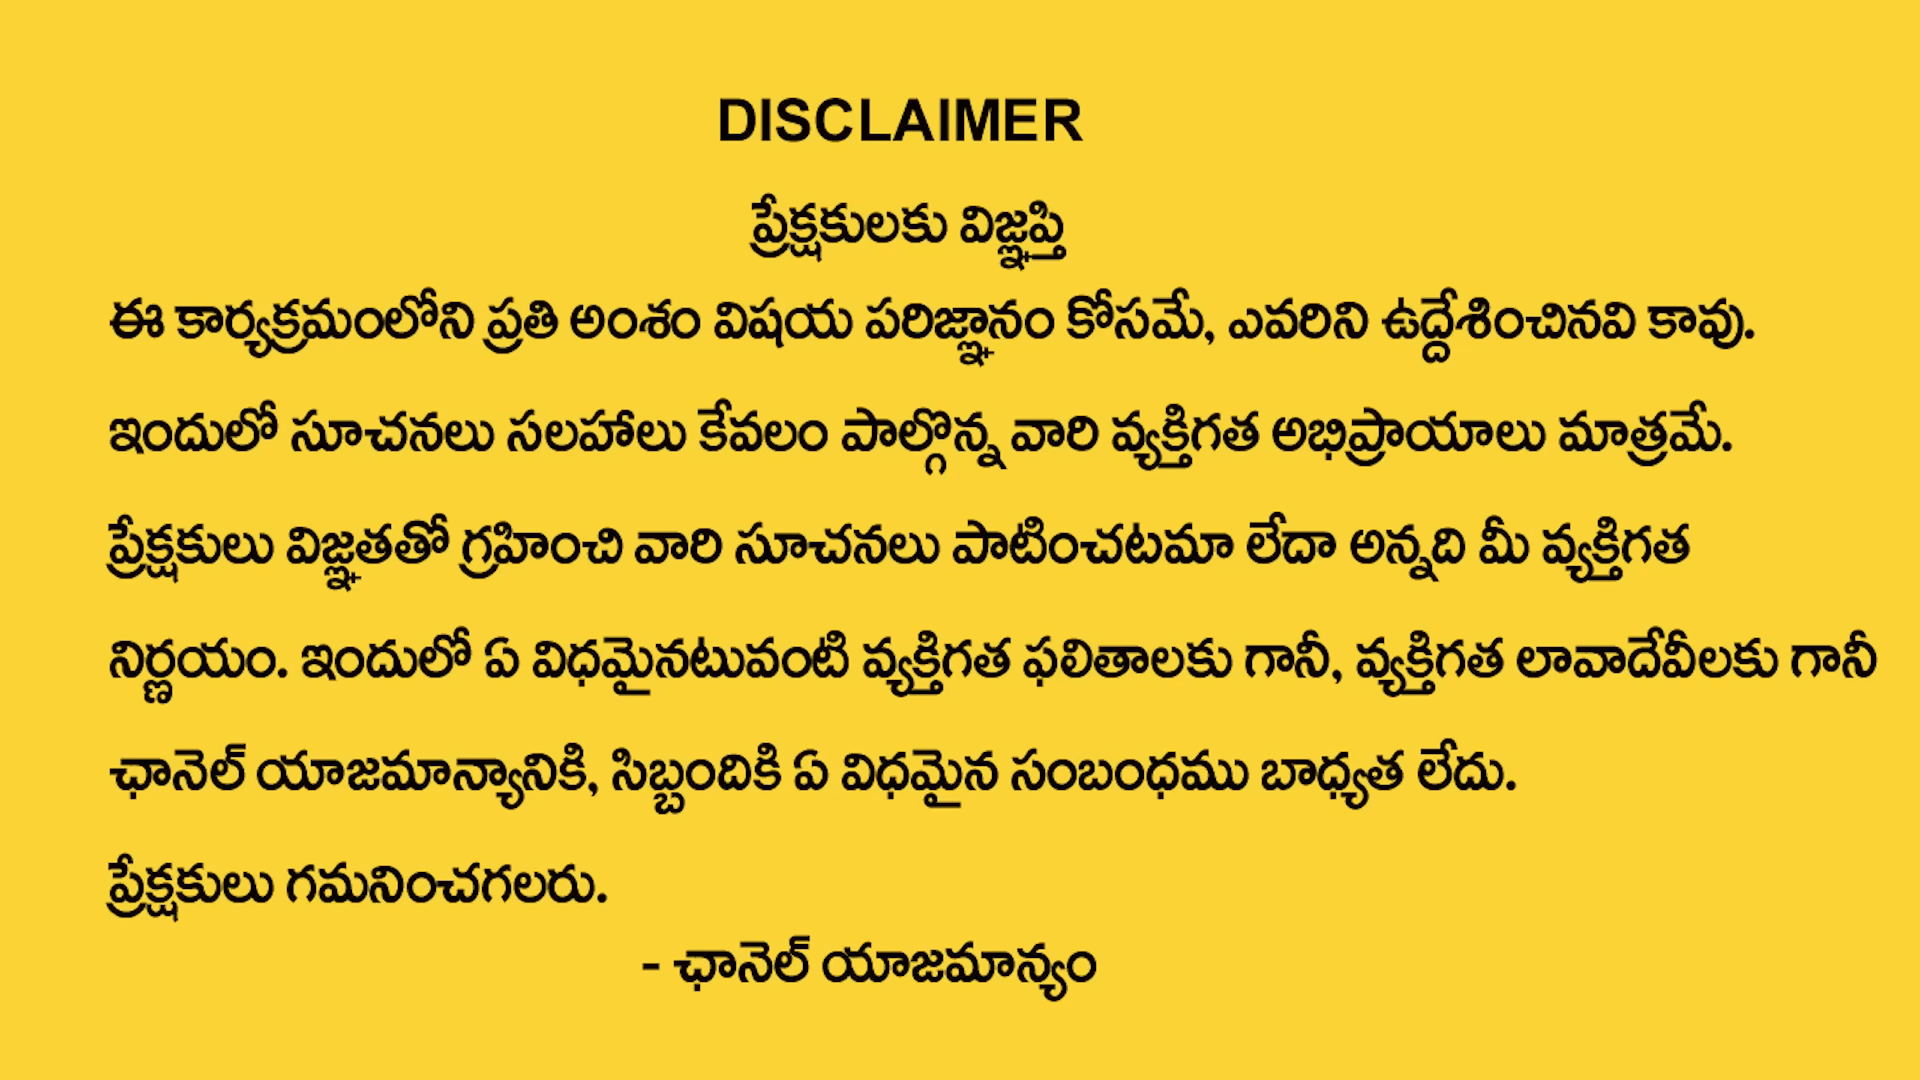 DISCLAIMER
ప్రేక్షకులకు విజ్ఞప్తి
ఈ కార్యక్రమంలోని ప్రతి అంశం విషయ పరిజ్ఞానం కోసమే, ఎవరిని ఉద్దేశించినవి కావు.
ఇందులో సూచనలు సలహాలు కేవలం పాల్గొన్న వారి వ్యక్తిగత అభిప్రాయాలు మాత్రమే.
ప్రేక్షకులు విజ్ఞతతో గ్రహించి వారి సూచనలు పాటించటమా లేదా అన్నది మీ వ్యక్తిగత
నిర్ణయం. ఇందులో ఏ విధమైనటువంటి వ్యక్తిగత ఫలితాలకు గానీ, వ్యక్తిగత లావాదేవీలకు గానీ
ఛానెల్ యాజమాన్యానికి, సిబ్బందికి ఏ విధమైన సంబంధము బాధ్యత లేదు.
ప్రేక్షకులు గమనించగలరు.
- ఛానెల్ యాజమాన్యం